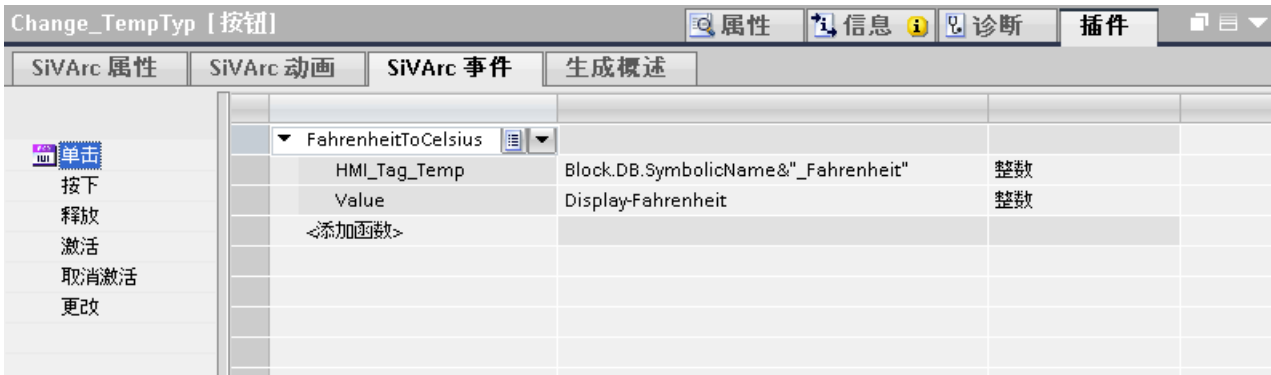 Change_TempTyp [按钮] 属性 信息 诊断 插件
SiVArc 属性 SiVArc 动画 SiVArc 事件 生成概述
FahrenheitToCelsius
单击 HMI_Tag_Temp Block.DB.SymbolicName&"_Fahrenheit" 整数
按下 Value Display-Fahrenheit 整数
释放 <添加函数>
激活
取消激活
更改